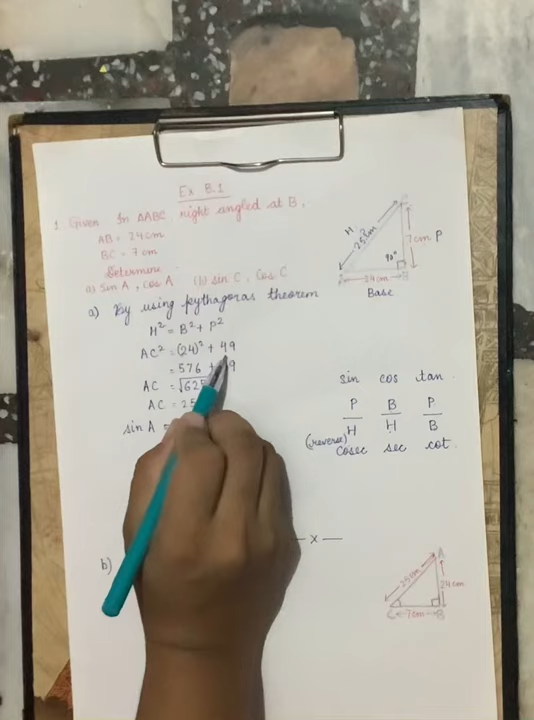 Ex 8.1
1. Given In ΔABC, right angled at B,
AB = 24 cm
BC = 7 cm
Determine
a) Sin A, cos A (b) sin C, Cos C
H 25cm 7cm P
90°
A 24cm B
Base
a) By using pythagoras theorem
H² = B² + P²
AC² = (24)² + 49
= 576 +
AC = √625
AC = 25
sin A =
sin cos tan
P B P
H H B
(reverse) cosec sec cot
— x —
b)
A
25cm 24cm
C 7cm B